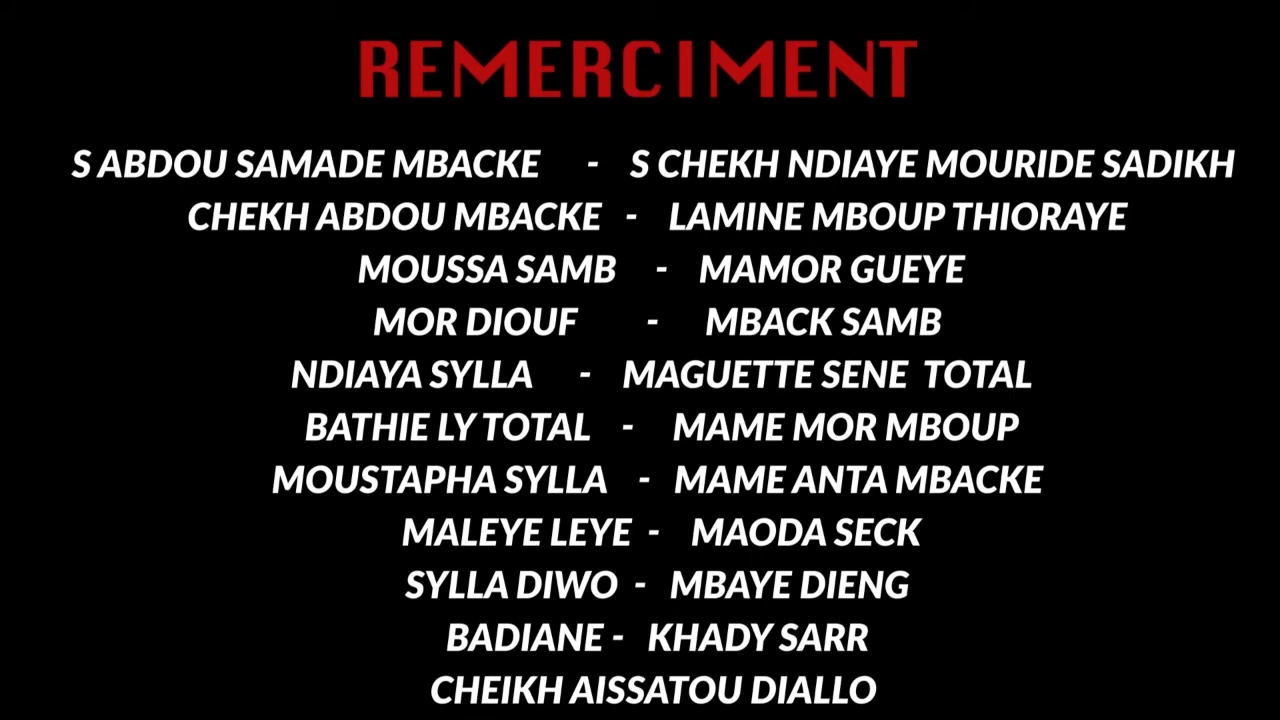 REMERCIMENT
S ABDOU SAMADE MBACKE - S CHEKH NDIAYE MOURIDE SADIKH
CHEKH ABDOU MBACKE - LAMINE MBOUP THIORAYE
MOUSSA SAMB - MAMOR GUEYE
MOR DIOUF - MBACK SAMB
NDIAYA SYLLA - MAGUETTE SENE TOTAL
BATHIE LY TOTAL - MAME MOR MBOUP
MOUSTAPHA SYLLA - MAME ANTA MBACKE
MALEYE LEYE - MAODA SECK
SYLLA DIWO - MBAYE DIENG
BADIANE - KHADY SARR
CHEIKH AISSATOU DIALLO